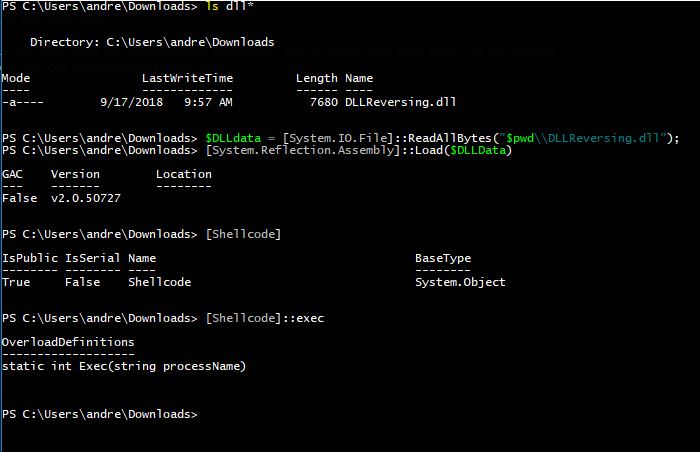 PS C:\Users\andre\Downloads> ls dll*
Directory: C:\Users\andre\Downloads
Mode LastWriteTime Length Name
---- ------------- ------ ----
-a---- 9/17/2018 9:57 AM 7680 DLLReversing.dll
PS C:\Users\andre\Downloads> $DLLdata = [System.IO.File]::ReadAllBytes("$pwd\\DLLReversing.dll");
PS C:\Users\andre\Downloads> [System.Reflection.Assembly]::Load($DLLData)
GAC Version Location
--- ------- --------
False v2.0.50727
PS C:\Users\andre\Downloads> [Shellcode]
IsPublic IsSerial Name BaseType
-------- -------- ---- --------
True False Shellcode System.Object
PS C:\Users\andre\Downloads> [Shellcode]::exec
OverloadDefinitions
-------------------
static int Exec(string processName)
PS C:\Users\andre\Downloads>